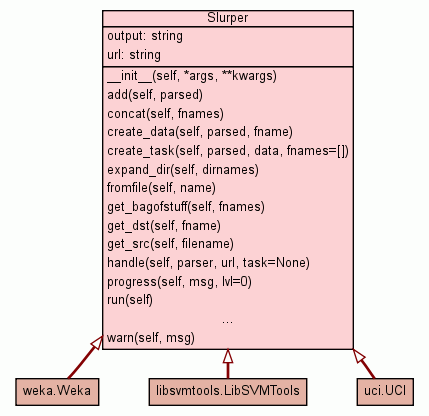 Slurper
output: string
url: string
__init__(self, *args, **kwargs)
add(self, parsed)
concat(self, fnames)
create_data(self, parsed, fname)
create_task(self, parsed, data, fnames=[])
expand_dir(self, dirnames)
fromfile(self, name)
get_bagofstuff(self, fnames)
get_dst(self, fname)
get_src(self, filename)
handle(self, parser, url, task=None)
progress(self, msg, lvl=0)
run(self)
...
warn(self, msg)
weka.Weka libsvmtools.LibSVMTools uci.UCI